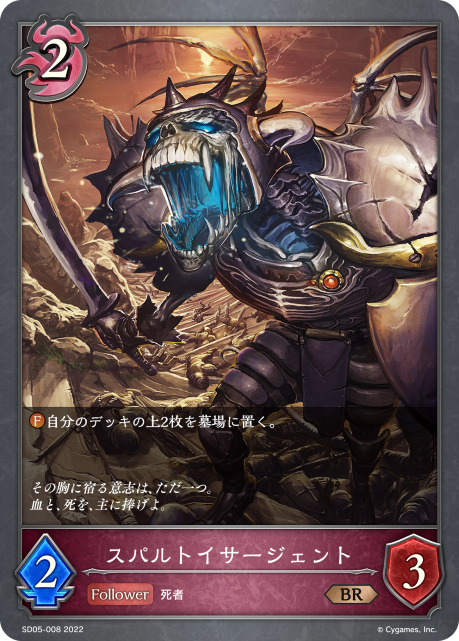 2
F 自分のデッキの上2枚を墓場に置く。
その胸に宿る意志は、ただ一つ。
血と、死を、主に捧げよ。
スパルトイサージェント
2
Follower 死者
BR
3
SD05-008 2022
© Cygames, Inc.